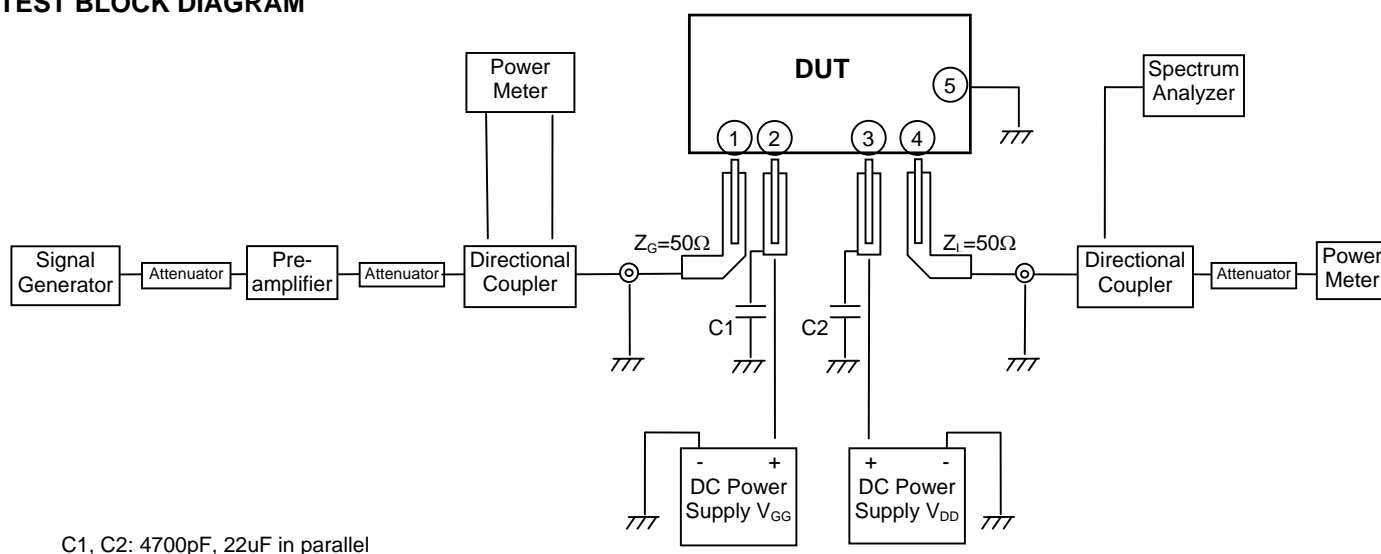 TEST BLOCK DIAGRAM
DUT
Power
Meter
Spectrum
Analyzer
5
1
2
3
4
Signal
Generator
Attenuator
Pre-
amplifier
Attenuator
Directional
Coupler
Z_G=50Ω
Z_L=50Ω
Directional
Coupler
Attenuator
Power
Meter
C1
C2
- +
DC Power
Supply V_GG
+ -
DC Power
Supply V_DD
C1, C2: 4700pF, 22uF in parallel